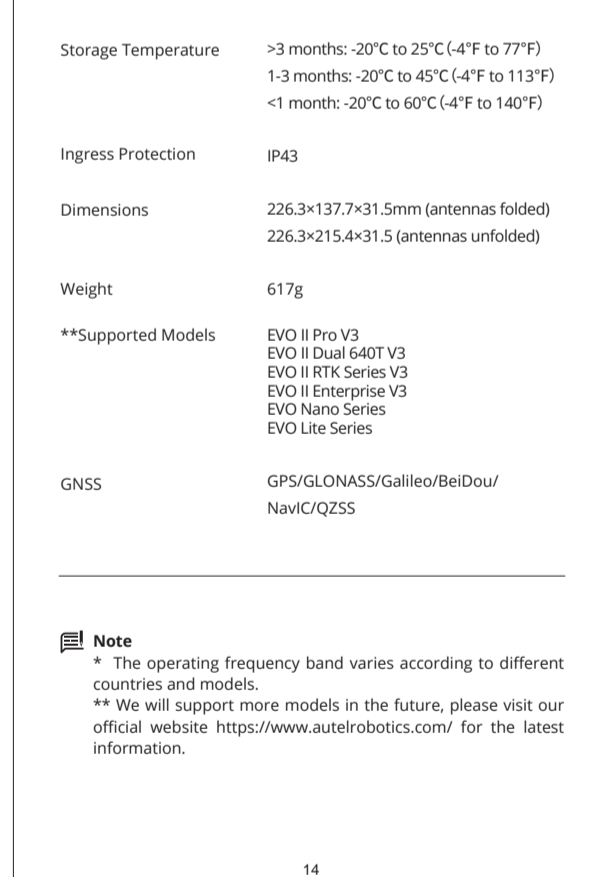 Storage Temperature >3 months: -20°C to 25°C (-4°F to 77°F)
1-3 months: -20°C to 45°C (-4°F to 113°F)
<1 month: -20°C to 60°C (-4°F to 140°F)
Ingress Protection IP43
Dimensions 226.3×137.7×31.5mm (antennas folded)
226.3×215.4×31.5 (antennas unfolded)
Weight 617g
**Supported Models EVO II Pro V3
EVO II Dual 640T V3
EVO II RTK Series V3
EVO II Enterprise V3
EVO Nano Series
EVO Lite Series
GNSS GPS/GLONASS/Galileo/BeiDou/
NavIC/QZSS
Note
* The operating frequency band varies according to different
countries and models.
** We will support more models in the future, please visit our
official website https://www.autelrobotics.com/ for the latest
information.
14